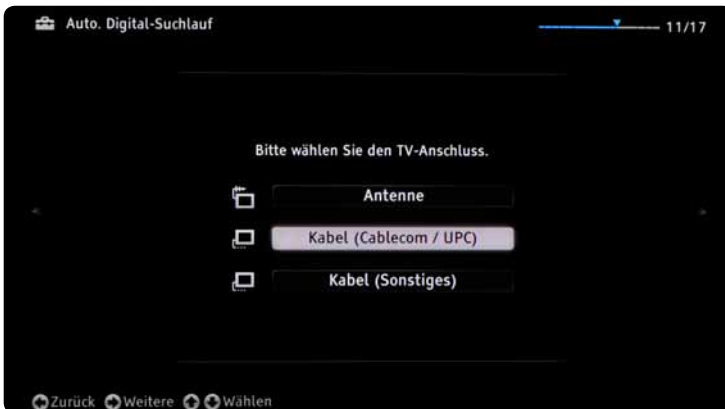 Auto. Digital-Suchlauf
11/17
Bitte wählen Sie den TV-Anschluss.
Antenne
Kabel (Cablecom / UPC)
Kabel (Sonstiges)
Zurück Weitere Wählen